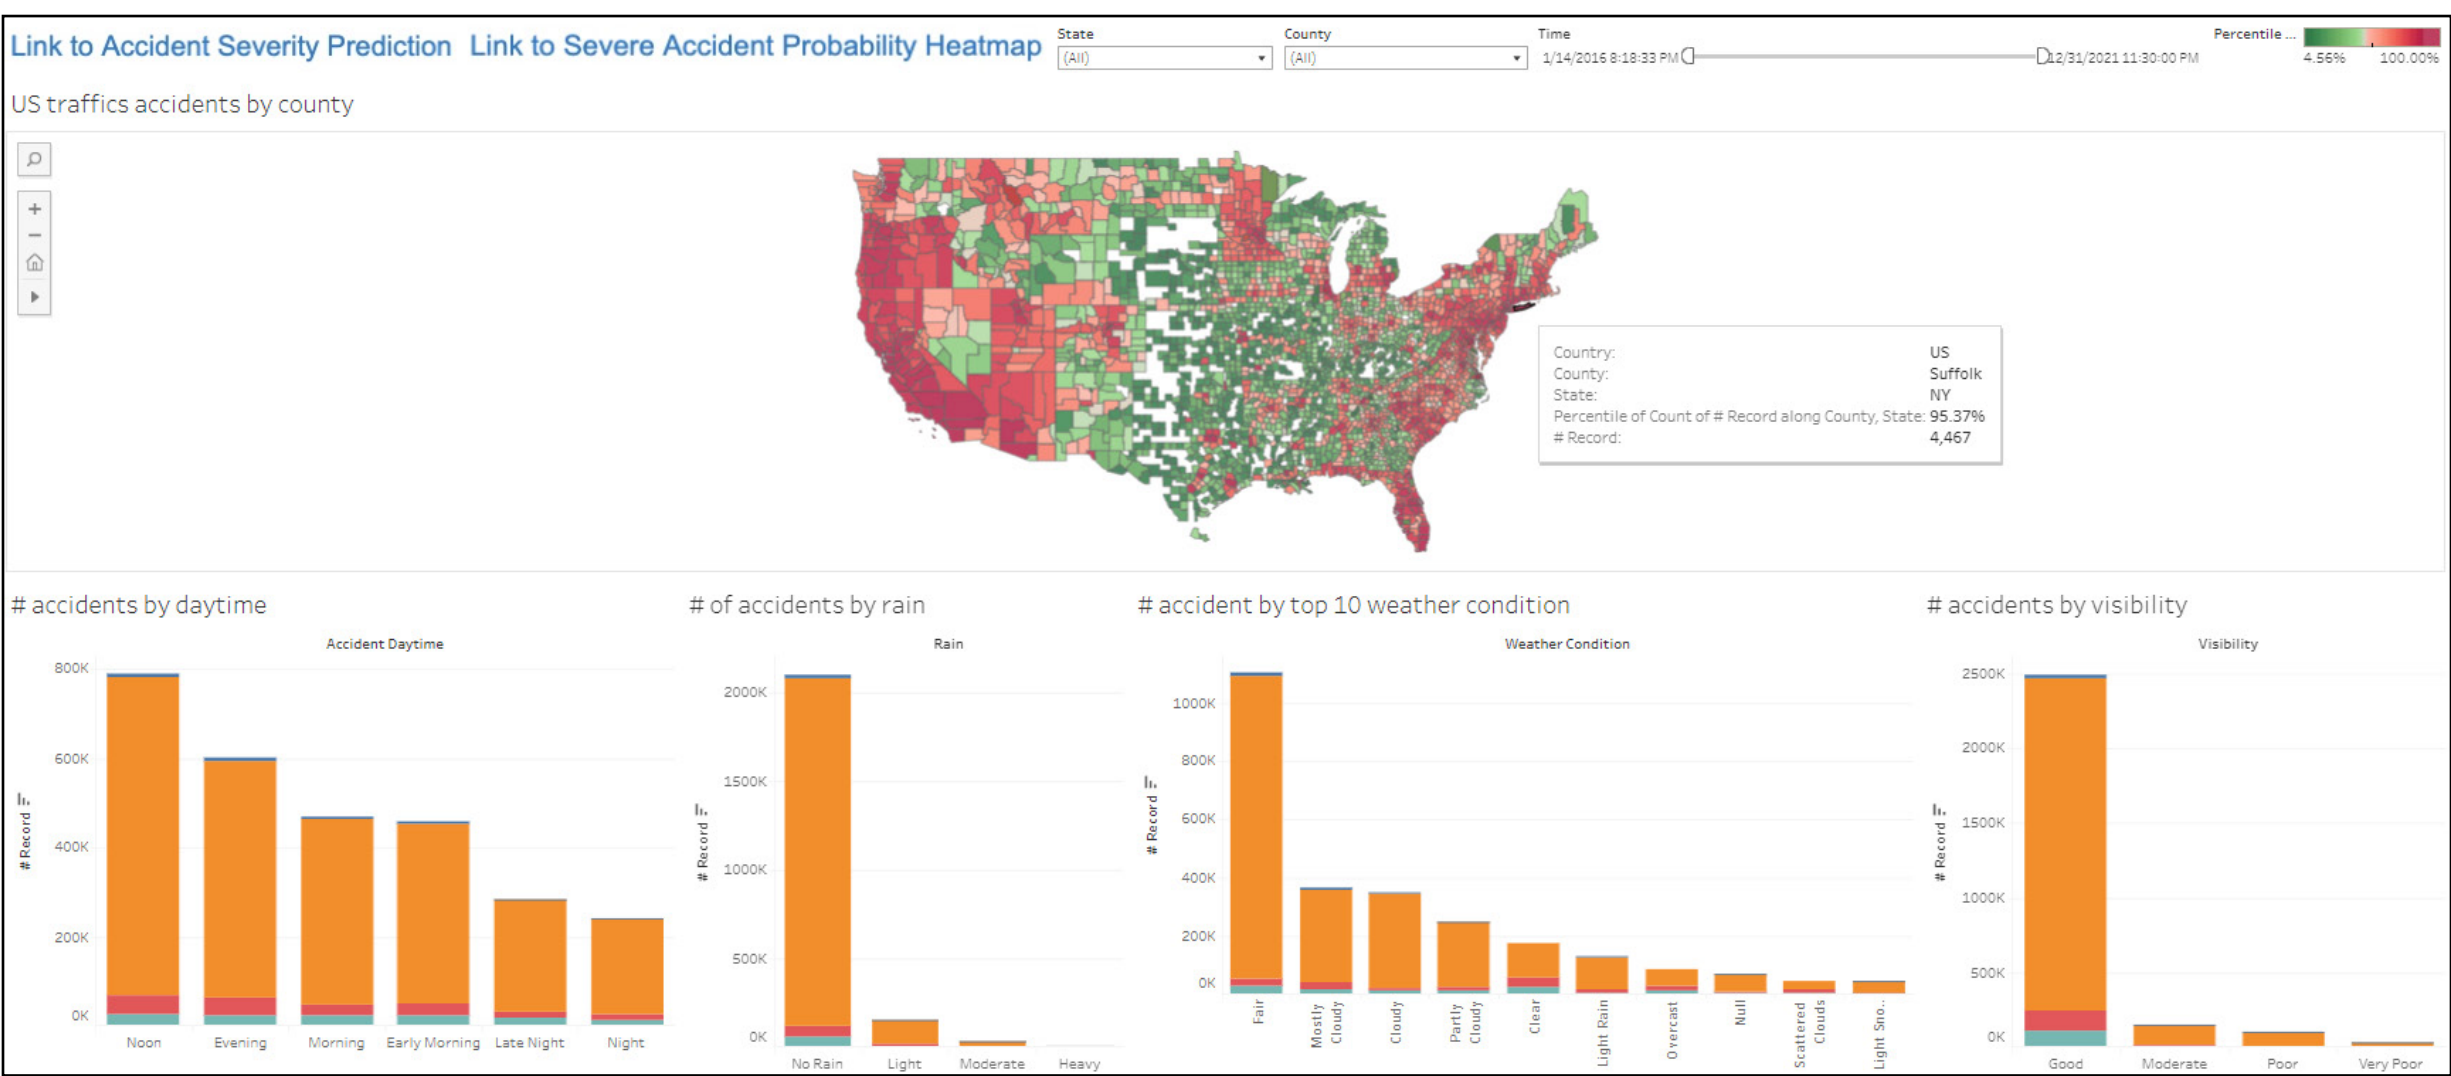 Link to Accident Severity Prediction Link to Severe Accident Probability Heatmap
State
(All)
County
(All)
Time
1/14/2016 8:18:33 PM
12/31/2021 11:30:00 PM
Percentile ...
4.56% 100.00%
US traffics accidents by county
Country: US
County: Suffolk
State: NY
Percentile of Count of # Record along County, State: 95.37%
# Record: 4,467
# accidents by daytime
Accident Daytime
# Record
800K
600K
400K
200K
0K
Noon Evening Morning Early Morning Late Night Night
# of accidents by rain
Rain
# Record
2000K
1500K
1000K
500K
0K
No Rain Light Moderate Heavy
# accident by top 10 weather condition
Weather Condition
# Record
1000K
800K
600K
400K
200K
0K
Fair
Mostly
Cloudy
Cloudy
Partly
Cloudy
Clear
Light Rain
Overcast
Null
Scattered
Clouds
Light Sno..
# accidents by visibility
Visibility
# Record
2500K
2000K
1500K
1000K
500K
0K
Good Moderate Poor Very Poor